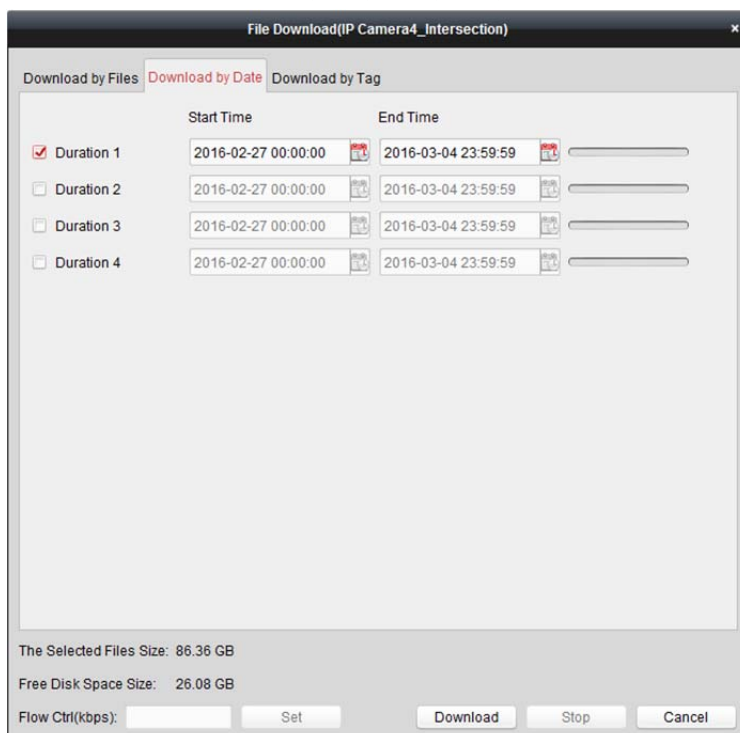 File Download(IP Camera4_Intersection) ×
Download by Files Download by Date Download by Tag
Start Time End Time
Duration 1 2016-02-27 00:00:00 2016-03-04 23:59:59
Duration 2 2016-02-27 00:00:00 2016-03-04 23:59:59
Duration 3 2016-02-27 00:00:00 2016-03-04 23:59:59
Duration 4 2016-02-27 00:00:00 2016-03-04 23:59:59
The Selected Files Size: 86.36 GB
Free Disk Space Size: 26.08 GB
Flow Ctrl(kbps): Set Download Stop Cancel